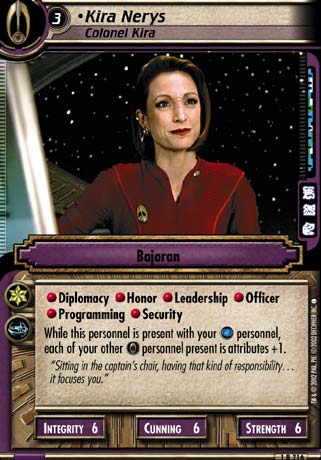 3
•Kira Nerys
Colonel Kira
Bajoran
•Diplomacy •Honor •Leadership •Officer
•Programming •Security
While this personnel is present with your personnel,
each of your other personnel present is attributes +1.
“Sitting in the captain's chair, having that kind of responsibility…
it focuses you.”
INTEGRITY 6
CUNNING 6
STRENGTH 6